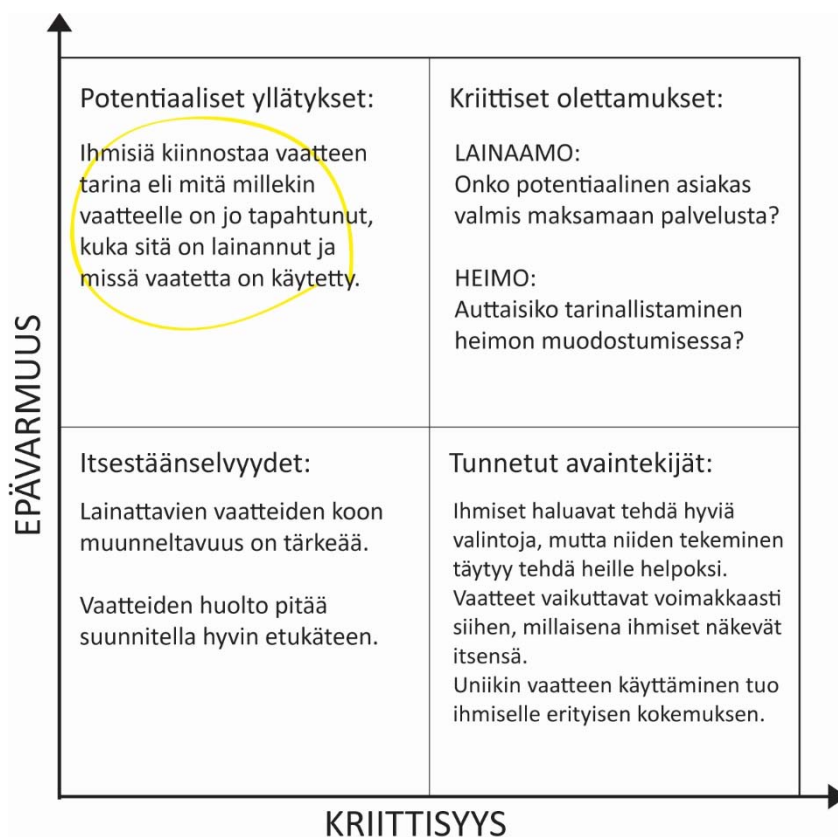 Potentiaaliset yllätykset:
Ihmisiä kiinnostaa vaatteen
tarina eli mitä millekin
vaatteelle on jo tapahtunut,
kuka sitä on lainannut ja
missä vaatetta on käytetty.
Kriittiset olettamukset:
LAINAAMO:
Onko potentiaalinen asiakas
valmis maksamaan palvelusta?
HEIMO:
Auttaisiko tarinallistaminen
heimon muodostumisessa?
Itsestäänselvyydet:
Lainattavien vaatteiden koon
muunneltavuus on tärkeää.
Vaatteiden huolto pitää
suunnitella hyvin etukäteen.
Tunnetut avaintekijät:
Ihmiset haluavat tehdä hyviä
valintoja, mutta niiden tekeminen
täytyy tehdä heille helpoksi.
Vaatteet vaikuttavat voimakkaasti
siihen, millaisena ihmiset näkevät
itsensä.
Uniikin vaatteen käyttäminen tuo
ihmiselle erityisen kokemuksen.
EPÄVARMUUS
KRIITTISYYS